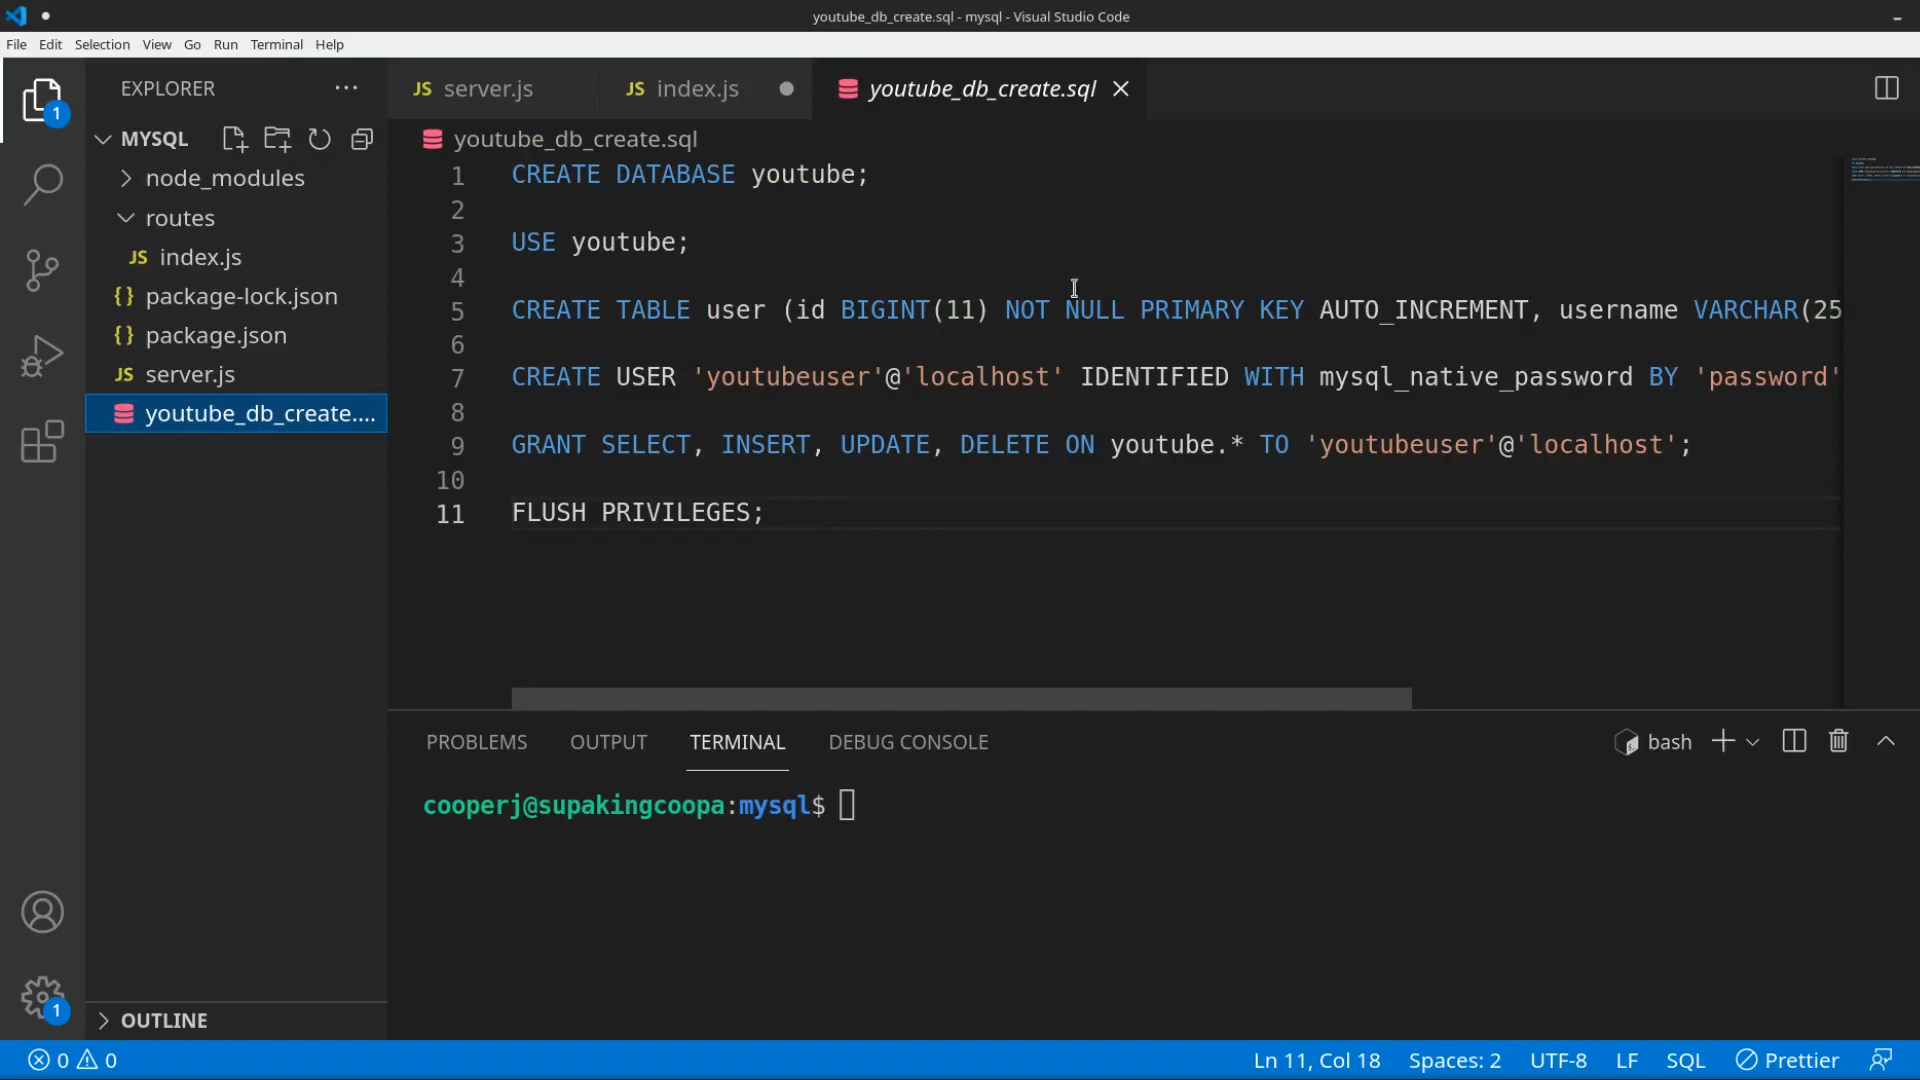 youtube_db_create.sql - mysql - Visual Studio Code
File Edit Selection View Go Run Terminal Help
EXPLORER
1
MYSQL
node_modules
routes
JS index.js
{} package-lock.json
{} package.json
JS server.js
youtube_db_create....
OUTLINE
1
JS server.js
JS index.js
youtube_db_create.sql
youtube_db_create.sql
1 CREATE DATABASE youtube;
2
3 USE youtube;
4
5 CREATE TABLE user (id BIGINT(11) NOT NULL PRIMARY KEY AUTO_INCREMENT, username VARCHAR(25
6
7 CREATE USER 'youtubeuser'@'localhost' IDENTIFIED WITH mysql_native_password BY 'password'
8
9 GRANT SELECT, INSERT, UPDATE, DELETE ON youtube.* TO 'youtubeuser'@'localhost';
10
11 FLUSH PRIVILEGES;
PROBLEMS OUTPUT TERMINAL DEBUG CONSOLE
bash
cooperj@supakingcoopa:mysql$
0 0
Ln 11, Col 18 Spaces: 2 UTF-8 LF SQL Prettier